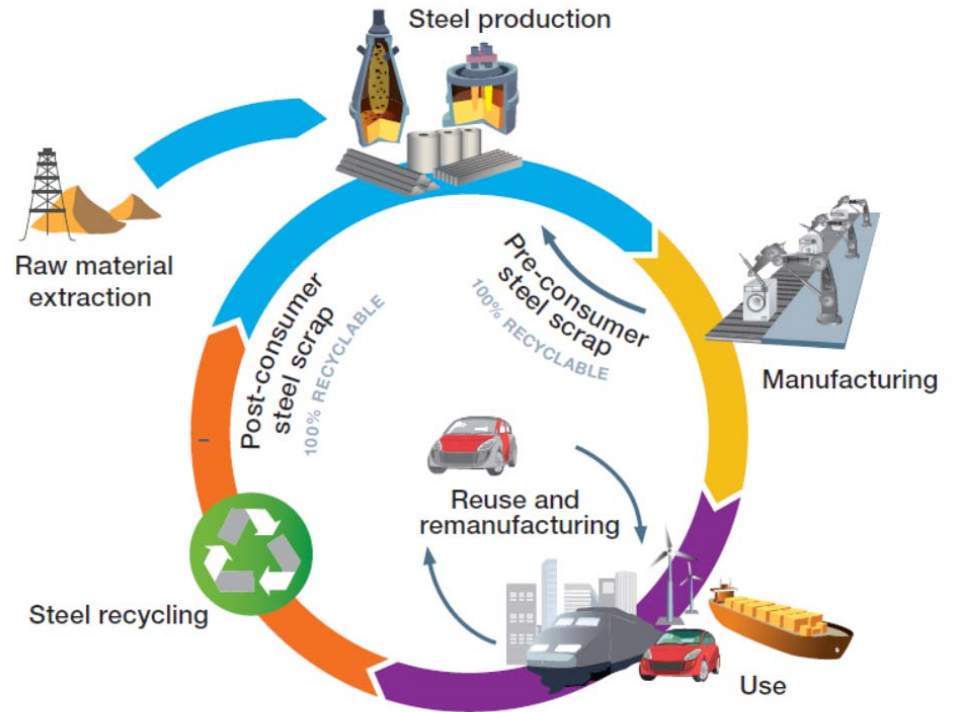 Steel production
Raw material
extraction
Pre-consumer
steel scrap
100% RECYCLABLE
Post-consumer
steel scrap
100% RECYCLABLE
Manufacturing
Reuse and
remanufacturing
Steel recycling
Use